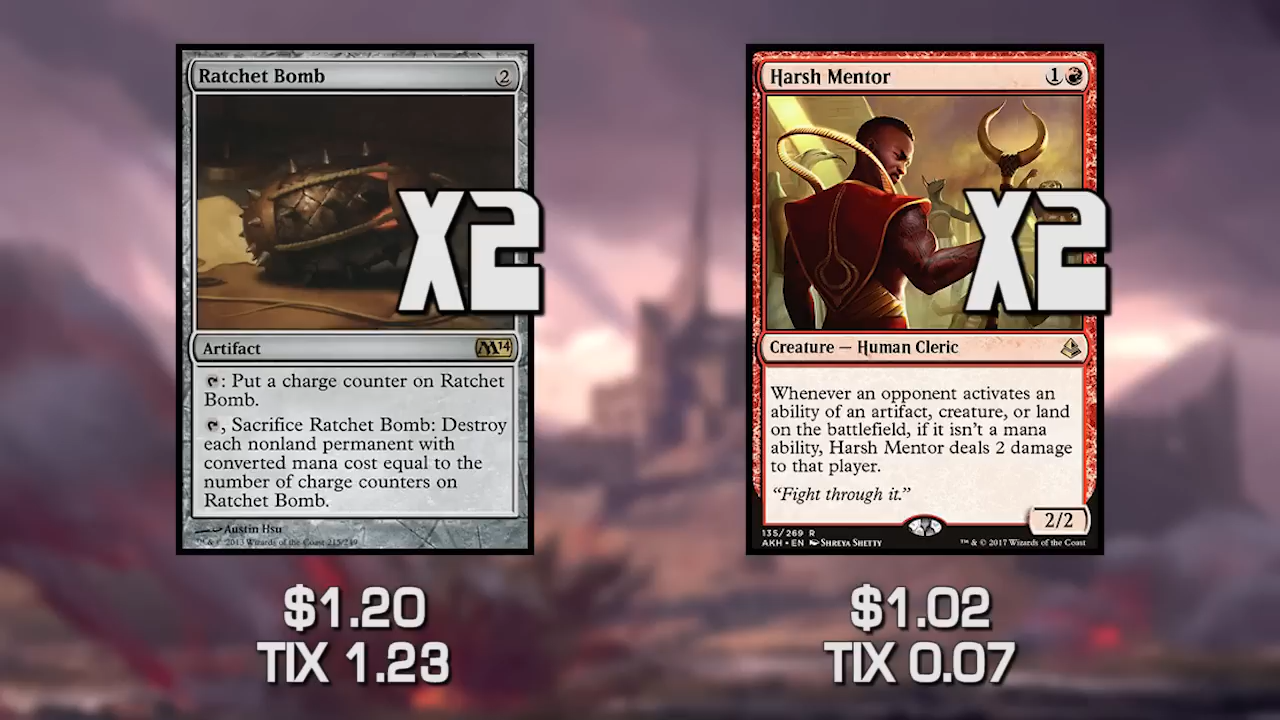 Ratchet Bomb 2
X2
Artifact M14
: Put a charge counter on Ratchet
Bomb.
, Sacrifice Ratchet Bomb: Destroy
each nonland permanent with
converted mana cost equal to the
number of charge counters on
Ratchet Bomb.
Austin Hsu
™ & © 2013 Wizards of the Coast 215/249
$1.20
TIX 1.23
Harsh Mentor 1
X2
Creature — Human Cleric
Whenever an opponent activates an
ability of an artifact, creature, or land
on the battlefield, if it isn't a mana
ability, Harsh Mentor deals 2 damage
to that player.
“Fight through it.”
2/2
135/269 R
AKH • EN Shreya Shetty
™ & © 2017 Wizards of the Coast
$1.02
TIX 0.07